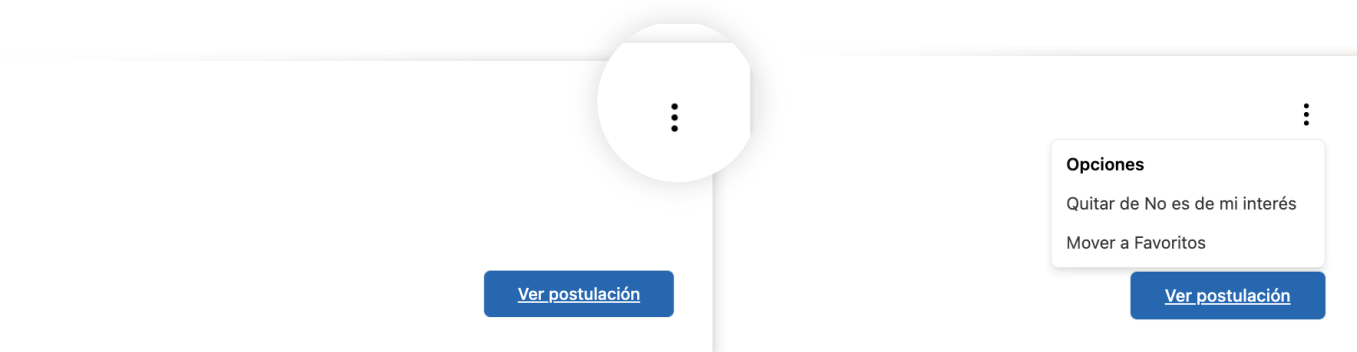 Ver postulación
Opciones
Quitar de No es de mi interés
Mover a Favoritos
Ver postulación